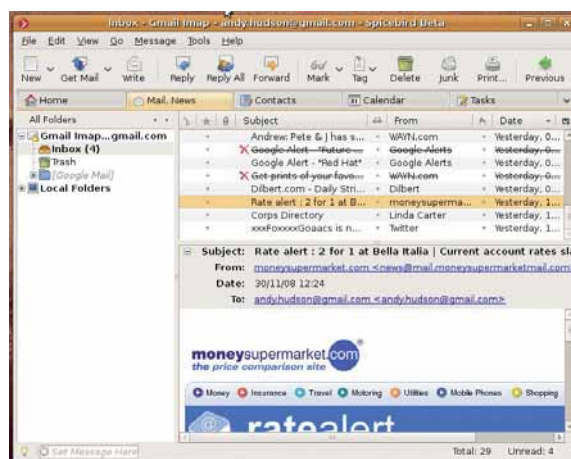 Inbox - Gmail Imap - andy.hudson@gmail.com - Spicebird Beta
File Edit View Go Message Tools Help
New Get Mail Write Reply Reply All Forward Mark Tag Delete Junk Print... Previous
Home Mail, News Contacts Calendar Tasks
All Folders Subject From Date
Gmail Imap...gmail.com Andrew: Pete & J has s... WAYN.com Yesterday, 0...
Inbox (4) Google Alert - "Future ... Google Alerts Yesterday, 0...
Trash Google Alert - "Red Hat" Google Alerts Yesterday, 0...
[Google Mail] Get prints of your favo... WAYN.com Yesterday, 0...
Local Folders Dilbert.com - Daily Stri... Dilbert Yesterday, 0...
Rate alert : 2 for 1 at B... moneysuperma... Yesterday, 1...
Corps Directory Linda Carter Yesterday, 1...
xxxFoxxxxGoaacs is n... Twitter Yesterday, 1...
Subject: Rate alert : 2 for 1 at Bella Italia | Current account rates sla
From: moneysupermarket.com <news@mail.moneysupermarketmail.com>
Date: 30/11/08 12:24
To: andy.hudson@gmail.com <andy.hudson@gmail.com>
moneysupermarket.com
the price comparison site
Money Insurance Travel Motoring Utilities Mobile Phones Shopping
ratealert
Set Message Here Total: 29 Unread: 4